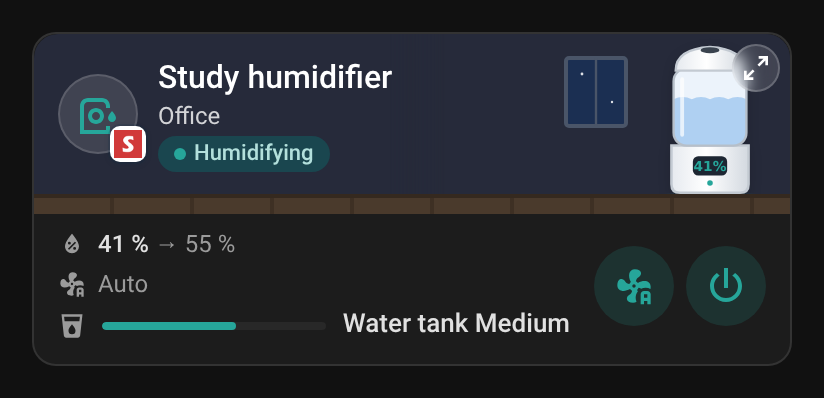 Study humidifier
Office
S
Humidifying
41%
41 % → 55 %
Auto
A
Water tank Medium
A